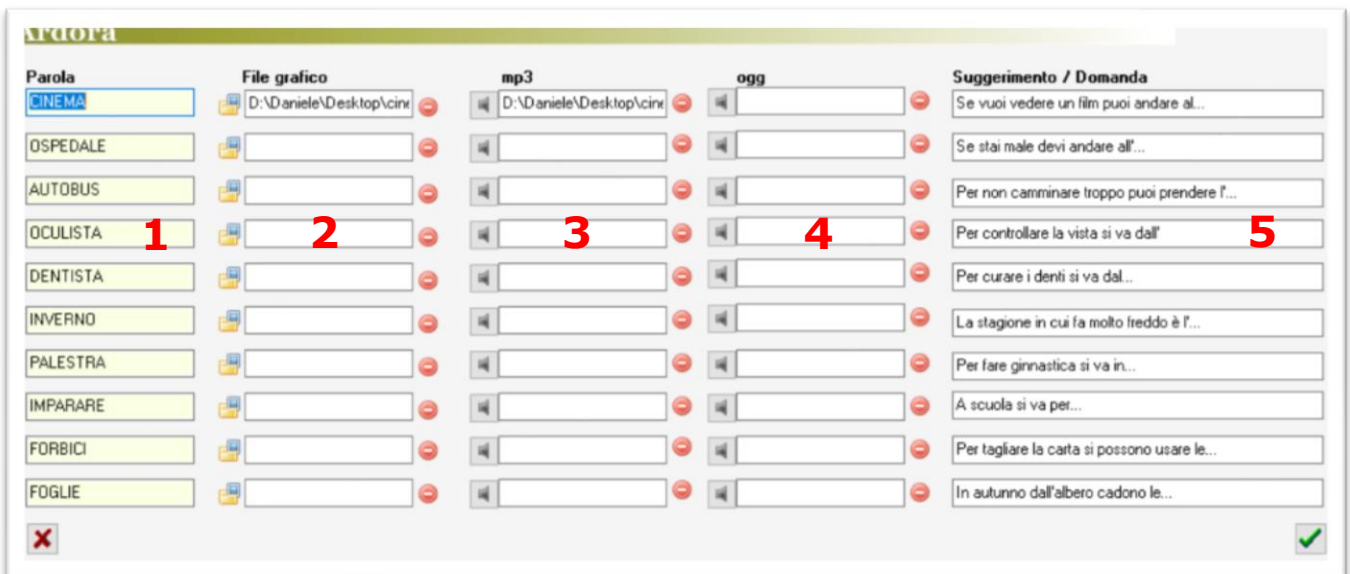 Ardora
Parola File grafico mp3 ogg Suggerimento / Domanda
CINEMA D:\Daniele\Desktop\cine D:\Daniele\Desktop\cine Se vuoi vedere un film puoi andare al...
OSPEDALE Se stai male devi andare all'...
AUTOBUS Per non camminare troppo puoi prendere l'...
OCULISTA 1 2 3 4 Per controllare la vista si va dall' 5
DENTISTA Per curare i denti si va dal...
INVERNO La stagione in cui fa molto freddo è l'...
PALESTRA Per fare ginnastica si va in...
IMPARARE A scuola si va per...
FORBICI Per tagliare la carta si possono usare le...
FOGLIE In autunno dall'albero cadono le...